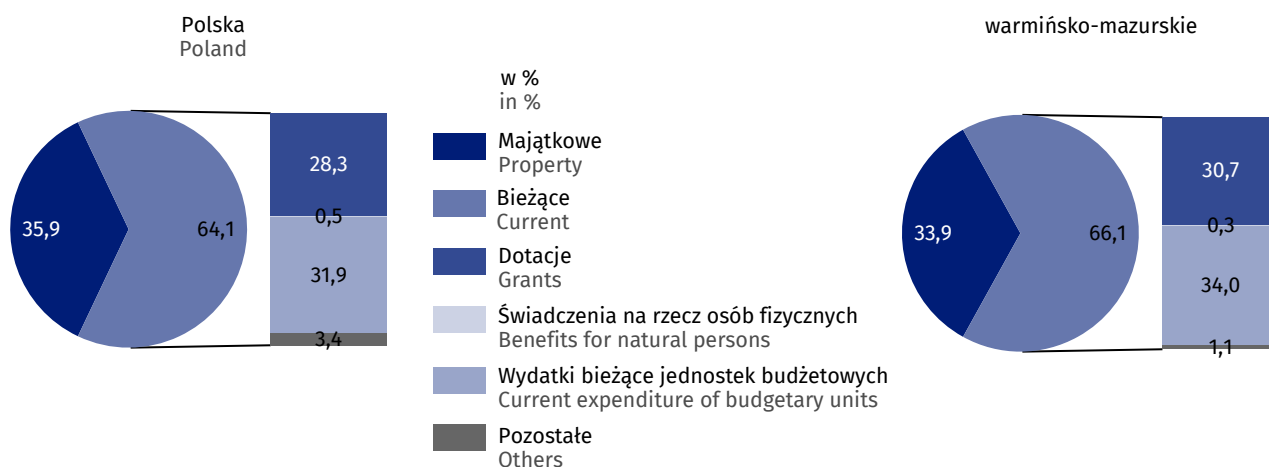 Polska
Poland
35,9
64,1
28,3
0,5
31,9
3,4
w %
in %
Majątkowe
Property
Bieżące
Current
Dotacje
Grants
Świadczenia na rzecz osób fizycznych
Benefits for natural persons
Wydatki bieżące jednostek budżetowych
Current expenditure of budgetary units
Pozostałe
Others
warmińsko-mazurskie
33,9
66,1
30,7
0,3
34,0
1,1